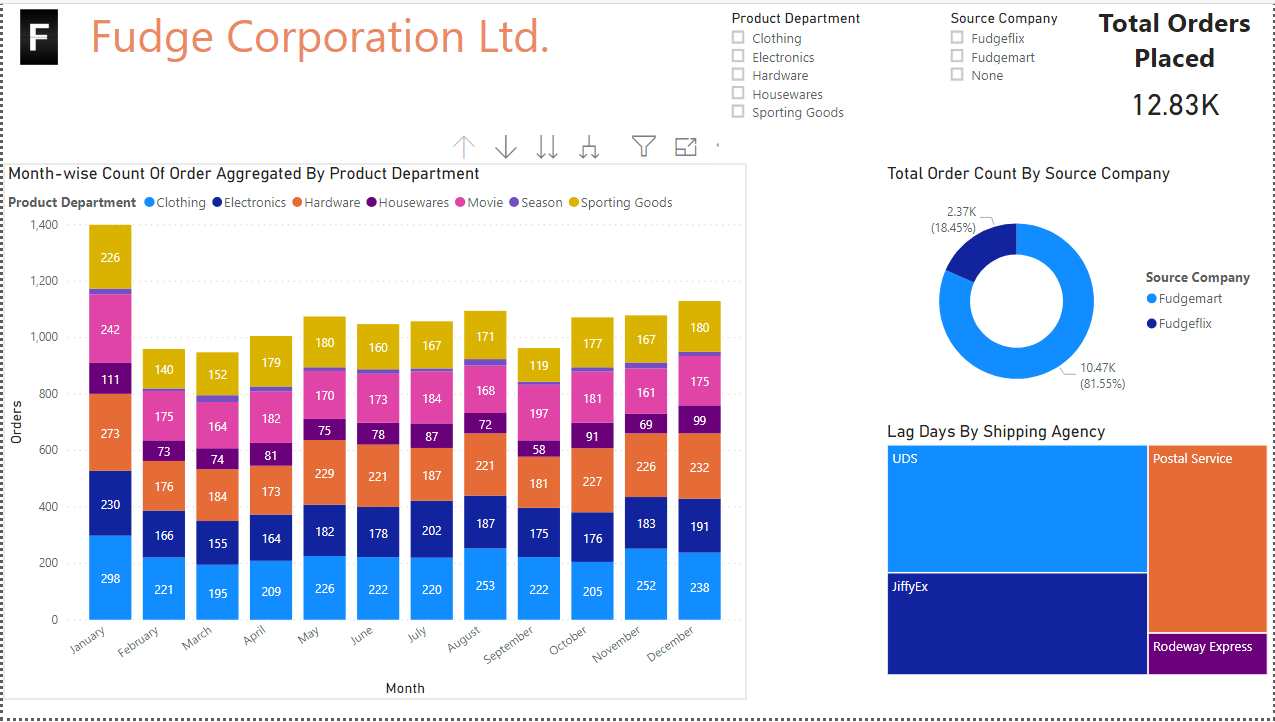 F
Fudge Corporation Ltd.
Product Department
Clothing
Electronics
Hardware
Housewares
Sporting Goods
Source Company
Fudgeflix
Fudgemart
None
Total Orders
Placed
12.83K
Month-wise Count Of Order Aggregated By Product Department
Product Department Clothing Electronics Hardware Housewares Movie Season Sporting Goods
Orders
1,400
1,200
1,000
800
600
400
200
0
226
242
111
273
230
298
140
175
73
176
166
221
152
164
74
184
155
195
179
182
81
173
164
209
180
170
75
229
182
226
160
173
78
221
178
222
167
184
87
187
202
220
171
168
72
221
187
253
119
197
58
181
175
222
177
181
91
227
176
205
167
161
69
226
183
252
180
175
99
232
191
238
January
February
March
April
May
June
July
August
September
October
November
December
Month
Total Order Count By Source Company
2.37K
(18.45%)
10.47K
(81.55%)
Source Company
Fudgemart
Fudgeflix
Lag Days By Shipping Agency
UDS
JiffyEx
Postal Service
Rodeway Express